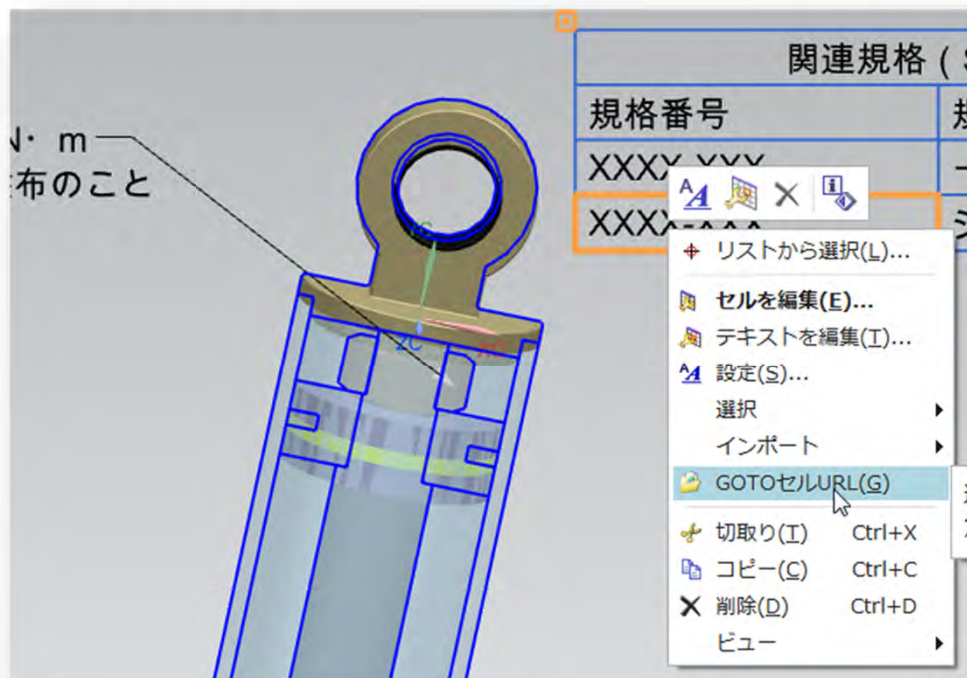 関連規格 (
規格番号
XXXX-XXX
XXXX-XXX
N・m
布のこと
ZC
リストから選択(L)...
セルを編集(E)...
テキストを編集(T)...
設定(S)...
選択
インポート
GOTOセルURL(G)
切取り(T) Ctrl+X
コピー(C) Ctrl+C
削除(D) Ctrl+D
ビュー